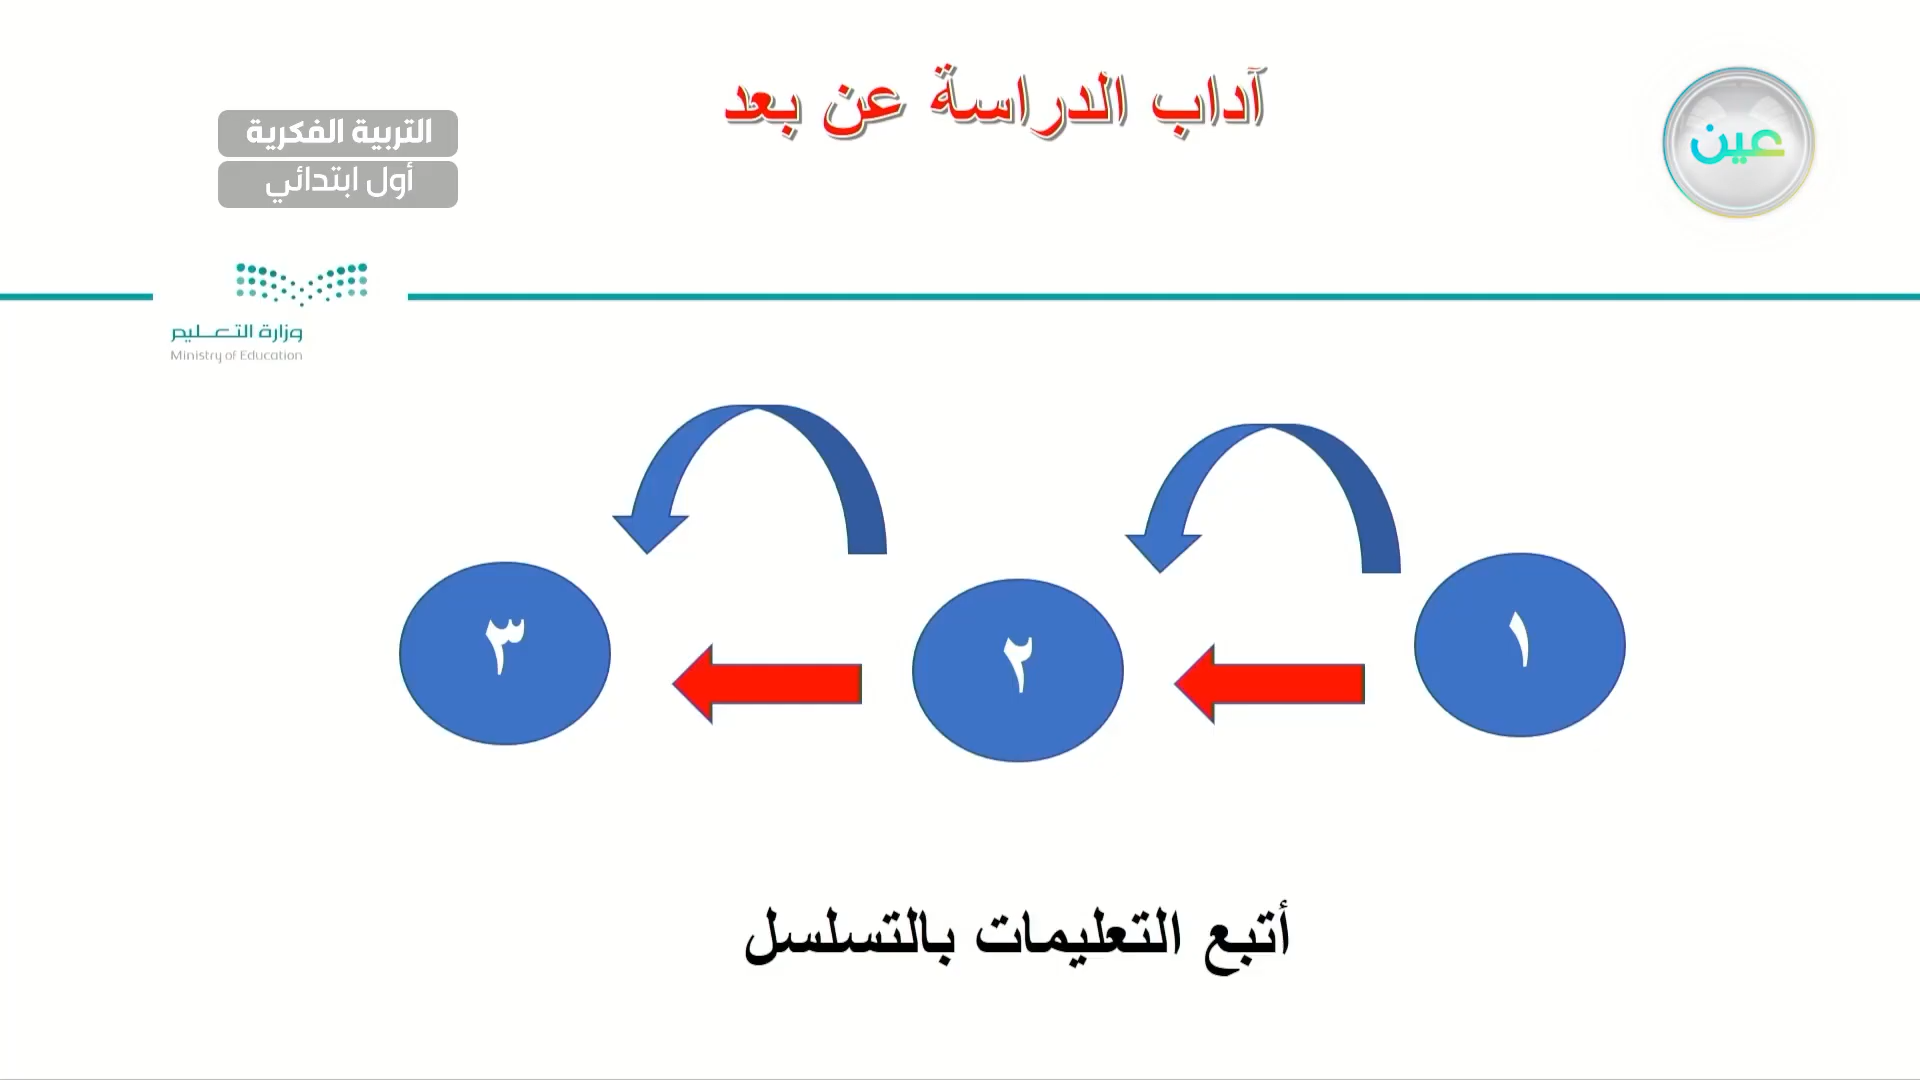 آداب الدراسة عن بعد
عين
التربية الفكرية
أول ابتدائي
وزارة التعليم
Ministry of Education
١
٢
٣
أتبع التعليمات بالتسلسل